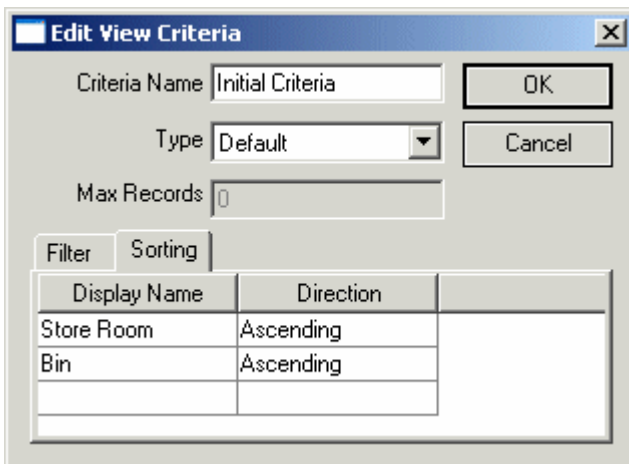 Edit View Criteria
Criteria Name Initial Criteria OK
Type Default Cancel
Max Records 0
Filter Sorting
Display Name Direction
Store Room Ascending
Bin Ascending